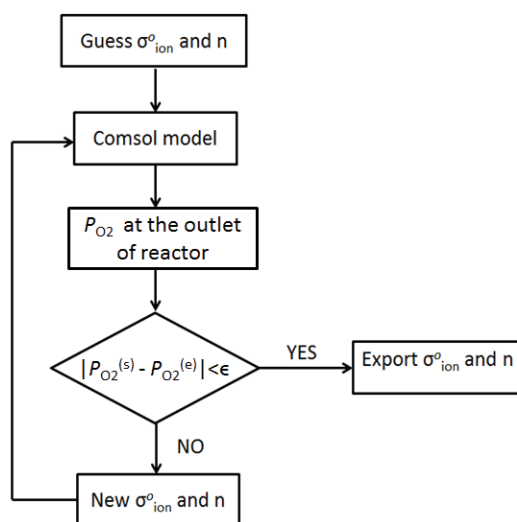 Guess σ°ion and n
Comsol model
PO2 at the outlet
of reactor
|PO2(s) - PO2(e)|<ϵ
YES
Export σ°ion and n
NO
New σ°ion and n